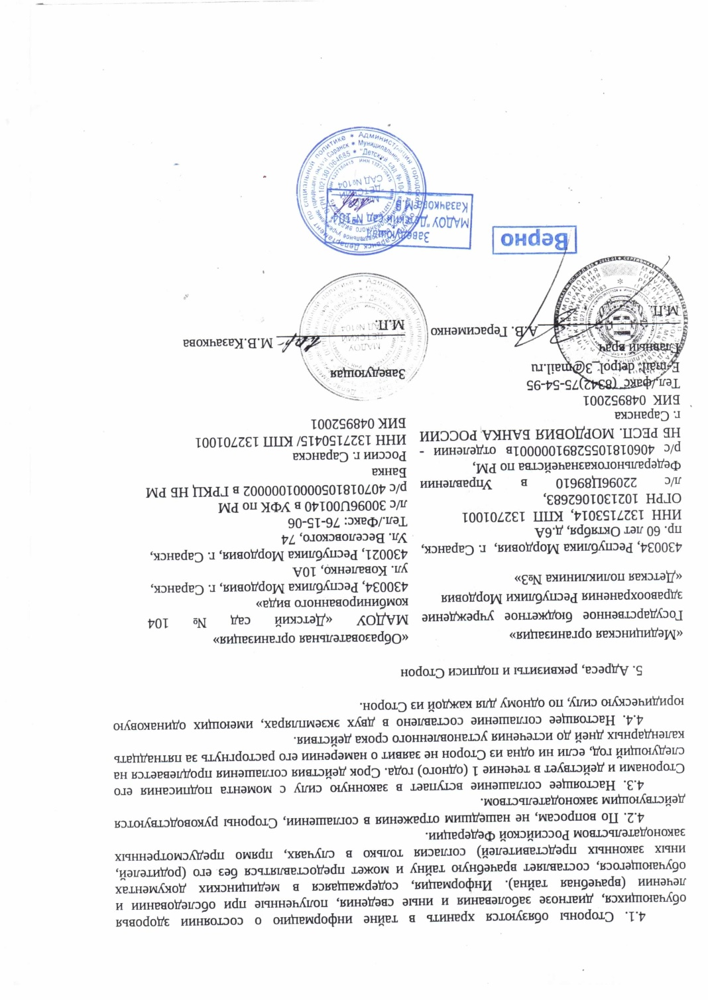 4.1. Стороны обязуются хранить в тайне информацию о состоянии здоровья
обучающихся, диагнозе заболевания и иные сведения, полученные при обследовании и
лечении (врачебная тайна). Информация, содержащаяся в медицинских документах
обучающегося, составляет врачебную тайну и может предоставляться без его (родителей,
иных законных представителей) согласия только в случаях, прямо предусмотренных
законодательством Российской Федерации.
4.2. По вопросам, не нашедшим отражения в соглашении, Стороны руководствуются
действующим законодательством.
4.3. Настоящее соглашение вступает в законную силу с момента подписания его
Сторонами и действует в течение 1 (одного) года. Срок действия соглашения продлевается на
следующий год, если ни одна из Сторон не заявит о намерении его расторгнуть за пятнадцать
календарных дней до истечения установленного срока действия.
4.4. Настоящее соглашение составлено в двух экземплярах, имеющих одинаковую
юридическую силу, по одному для каждой из Сторон.
5. Адреса, реквизиты и подписи Сторон
«Медицинская организация»
Государственное бюджетное учреждение
здравоохранения Республики Мордовия
«Детская поликлиника №3»
430034, Республика Мордовия, г. Саранск,
пр. 60 лет Октября, д.6А
ИНН 1327153014, КПП 132701001
ОГРН 1021301062683,
л/с 22096Ц89610 в Управлении
Федеральногоказначейства по РМ,
р/с 40601810552891000001в отделении -
НБ РЕСП. МОРДОВИЯ БАНКА РОССИИ
г. Саранска
БИК 048952001
Тел./факс (8342)75-54-95
E-mail: detpol_3@mail.ru
Главный врач
А.В. Герасименко
М.П.
«Образовательная организация»
МАДОУ «Детский сад № 104
комбинированного вида»
430034, Республика Мордовия, г. Саранск,
ул. Коваленко, 10А
430021, Республика Мордовия, г. Саранск,
Ул. Веселовского, 74
Тел./Факс: 76-15-06
л/с 30096U00140 в УФК по РМ
р/с 40701810500001000002 в ГРКЦ НБ РМ
Банка
России г. Саранска
ИНН 1327150415/ КПП 132701001
БИК 048952001
Заведующая
М.В.Казачкова
М.П.
Верно
Заведующая
МАДОУ "Детский сад №104"
Казачкова М.В.
МАДОУ
"ДЕТСКИЙ
САД №104